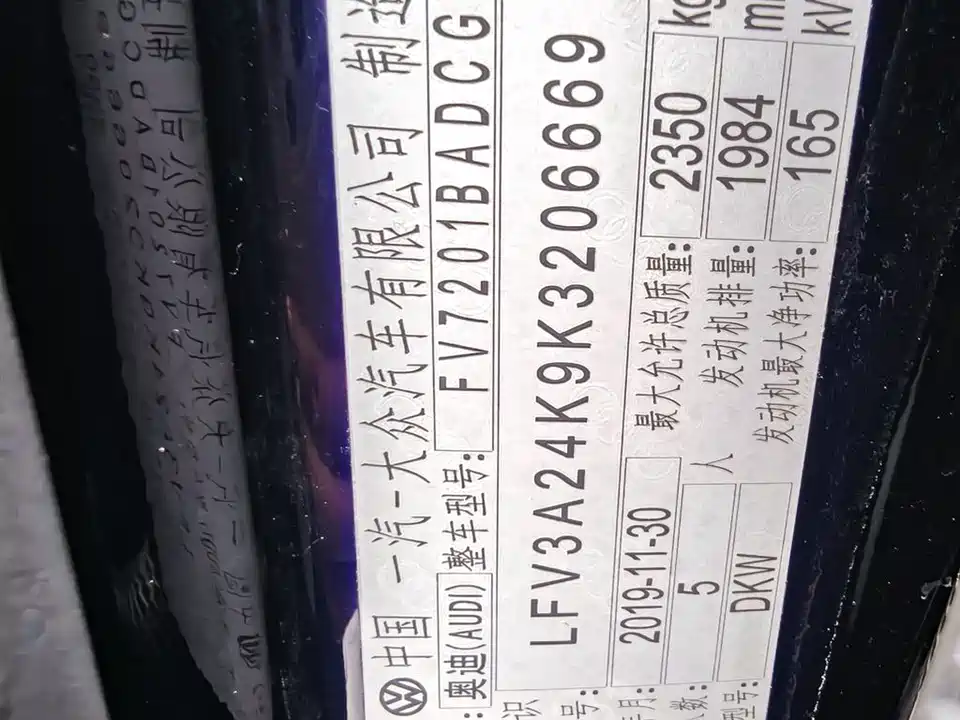 中国 一汽-大众汽车有限公司 制造
奥迪(AUDI) 整车型号: FV7201BADCG
LFV3A24K9K3206669
2019-11-30 最大允许总质量: 2350 kg
5 人 发动机排量: 1984
DKW 发动机最大净功率: 165